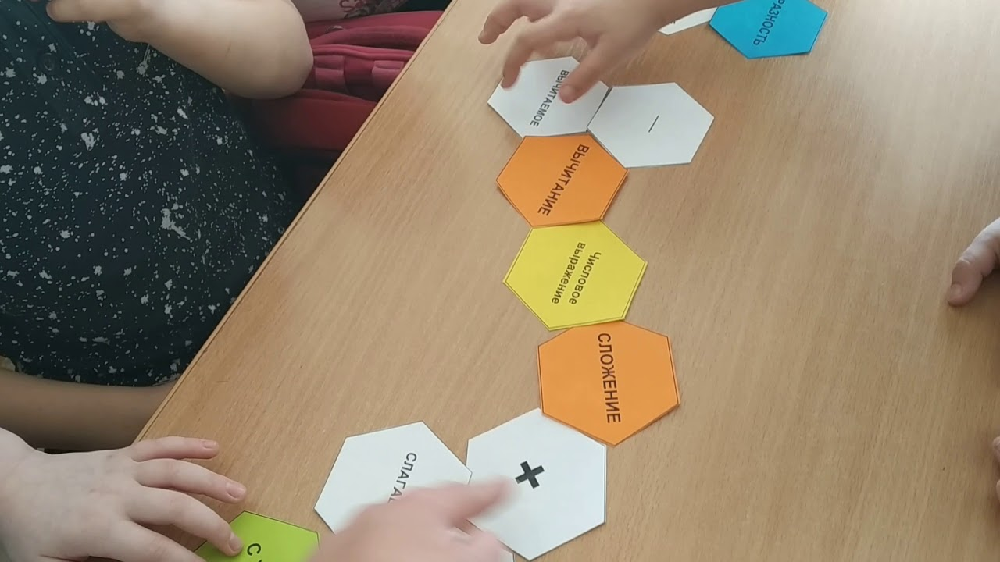 РАЗНОСТЬ
ВЫЧИТАЕМОЕ
—
ВЫЧИТАНИЕ
Числовое
выражение
СЛОЖЕНИЕ
+